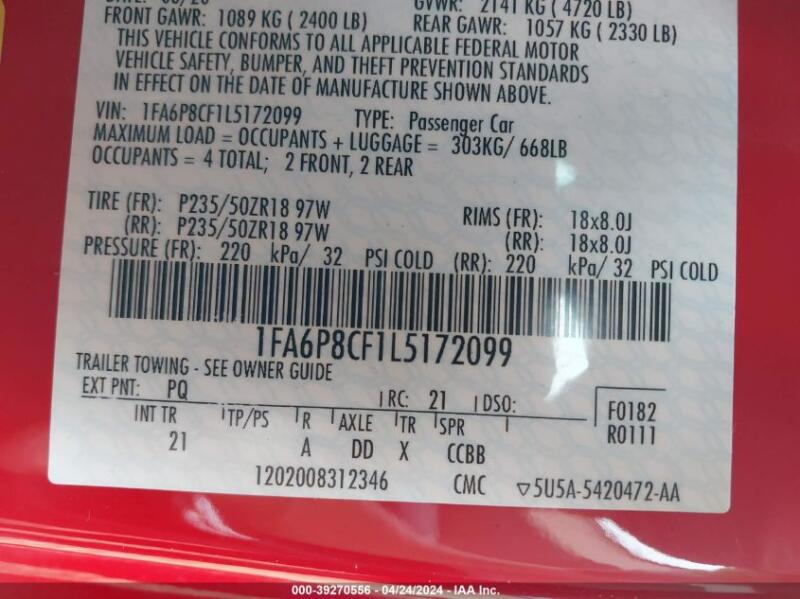 GVWR: 2141 KG ( 4720 LB)
FRONT GAWR: 1089 KG ( 2400 LB) REAR GAWR: 1057 KG ( 2330 LB)
THIS VEHICLE CONFORMS TO ALL APPLICABLE FEDERAL MOTOR
VEHICLE SAFETY, BUMPER, AND THEFT PREVENTION STANDARDS
IN EFFECT ON THE DATE OF MANUFACTURE SHOWN ABOVE.
VIN: 1FA6P8CF1L5172099 TYPE: Passenger Car
MAXIMUM LOAD = OCCUPANTS + LUGGAGE = 303KG/ 668LB
OCCUPANTS = 4 TOTAL; 2 FRONT, 2 REAR
TIRE (FR): P235/50ZR18 97W RIMS (FR): 18x8.0J
(RR): P235/50ZR18 97W (RR): 18x8.0J
PRESSURE (FR): 220 kPa/ 32 PSI COLD (RR): 220 kPa/ 32 PSI COLD
1FA6P8CF1L5172099
TRAILER TOWING - SEE OWNER GUIDE
EXT PNT: PQ RC: 21 DSO: F0182
INT TR TP/PS R AXLE TR SPR R0111
21 A DD X CCBB
1202008312346 CMC ▽5U5A-5420472-AA
000-39270556 - 04/24/2024 - IAA Inc.